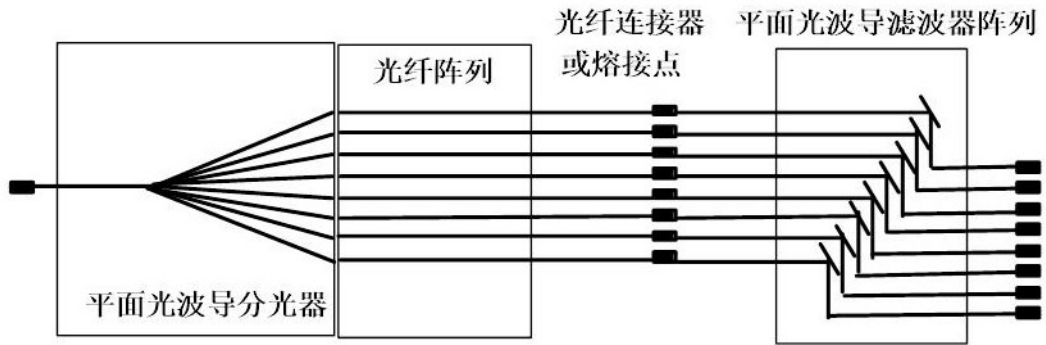 光纤连接器
或熔接点
平面光波导滤波器阵列
光纤阵列
平面光波导分光器